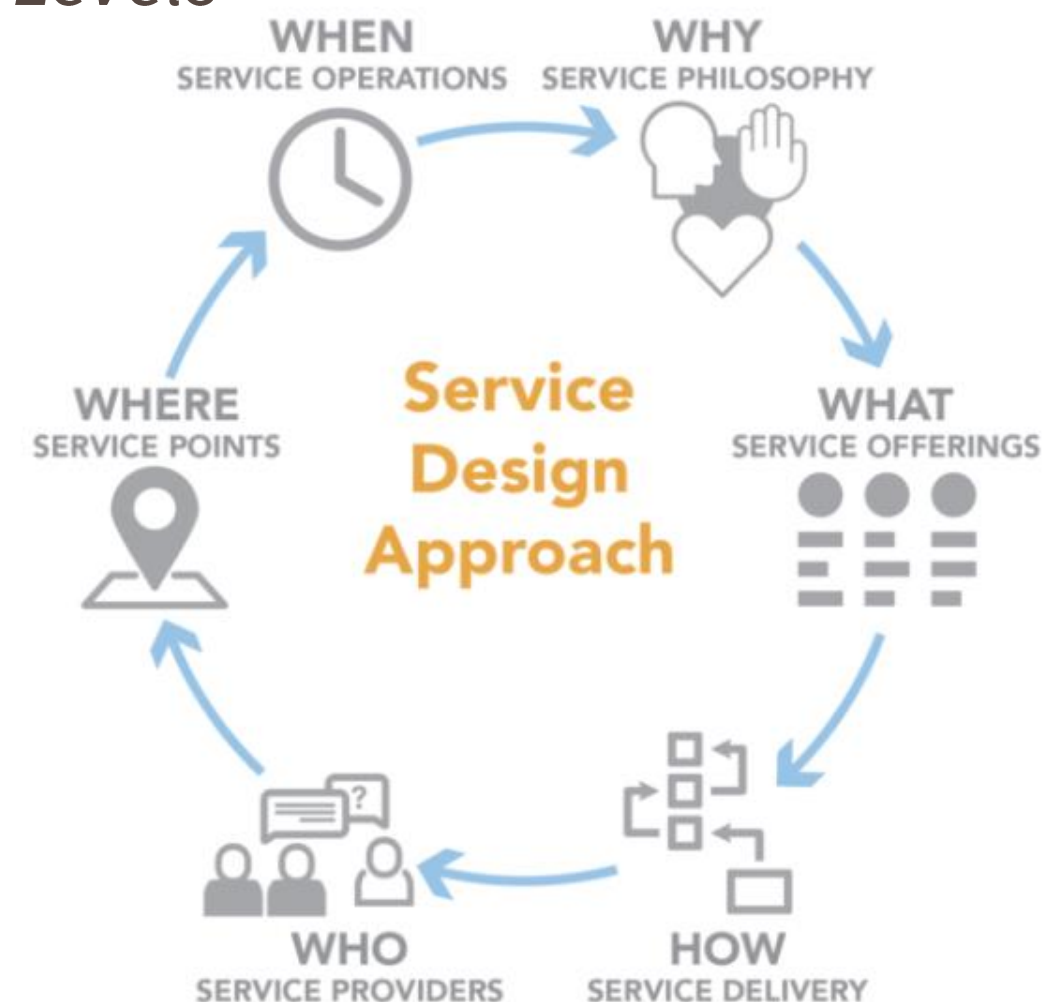 WHEN
SERVICE OPERATIONS
WHY
SERVICE PHILOSOPHY
WHERE
SERVICE POINTS
Service
Design
Approach
WHAT
SERVICE OFFERINGS
?
WHO
SERVICE PROVIDERS
HOW
SERVICE DELIVERY